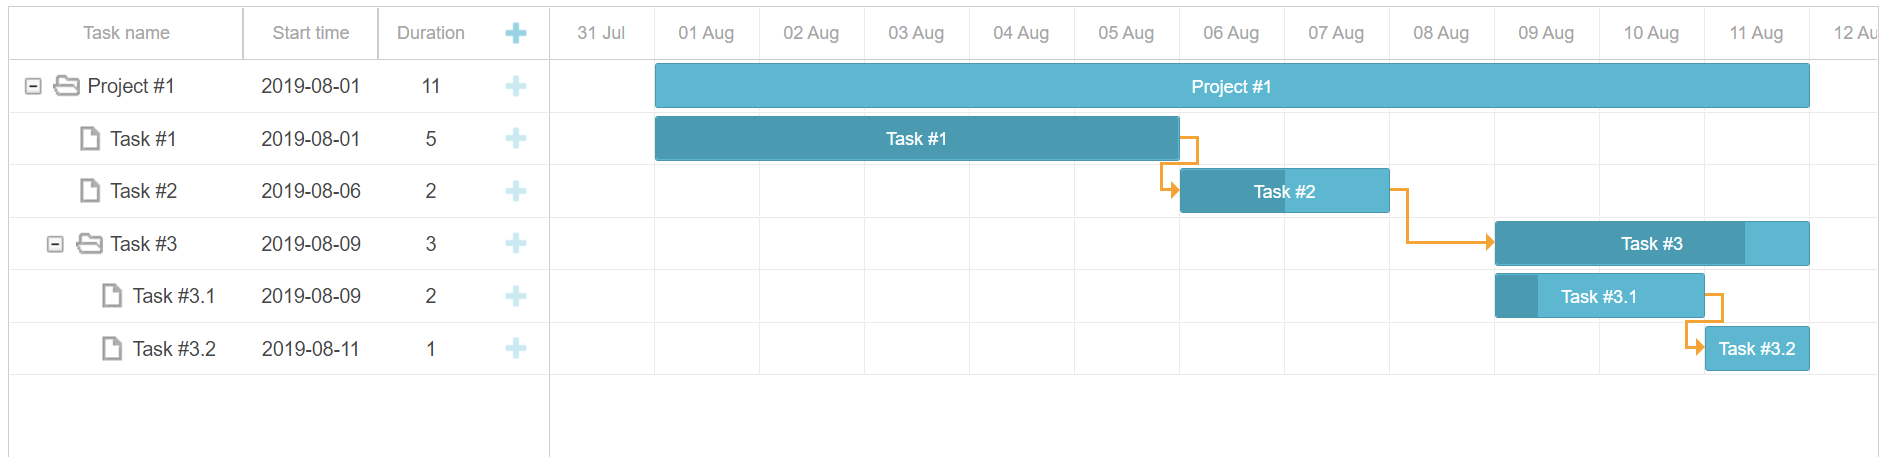 Task name Start time Duration 31 Jul 01 Aug 02 Aug 03 Aug 04 Aug 05 Aug 06 Aug 07 Aug 08 Aug 09 Aug 10 Aug 11 Aug 12 Au
Project #1 2019-08-01 11 Project #1
Task #1 2019-08-01 5 Task #1
Task #2 2019-08-06 2 Task #2
Task #3 2019-08-09 3 Task #3
Task #3.1 2019-08-09 2 Task #3.1
Task #3.2 2019-08-11 1 Task #3.2